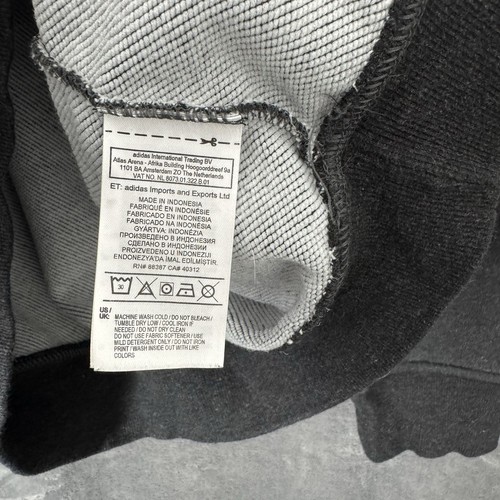 adidas International Trading BV
Atlas Arena - Afrika Building Hoogoorddreef 9a
1101 BA Amsterdam ZO The Netherlands
VAT NO. NL 8073.01.322.B.01
ET: adidas Imports and Exports Ltd
MADE IN INDONESIA
FABRIQUÉ EN INDONÉSIE
FABRICADO EN INDONESIA
FABRICADO NA INDONÉSIA
GYÁRTVA: INDONÉZIA
ПРОИЗВЕДЕНО В ИНДОНЕЗИЯ
СДЕЛАНО В ИНДОНЕЗИИ
PROIZVEDENO U INDONEZIJI
ENDONEZYA'DA İMAL EDİLMİŞTİR.
RN# 88387 CA# 40312
30
US/
UK:
MACHINE WASH COLD / DO NOT BLEACH /
TUMBLE DRY LOW / COOL IRON IF
NEEDED / DO NOT DRY CLEAN
DO NOT USE FABRIC SOFTENER / USE
MILD DETERGENT ONLY / DO NOT IRON
PRINT / WASH INSIDE OUT WITH LIKE
COLORS